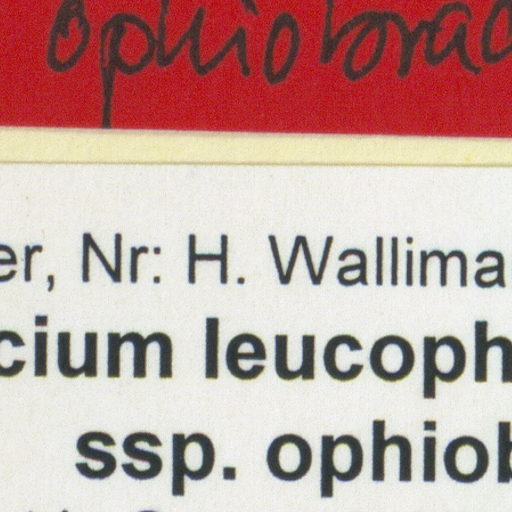 ophiobrac
er, Nr: H. Wallima
cium leucoph
ssp. ophiob